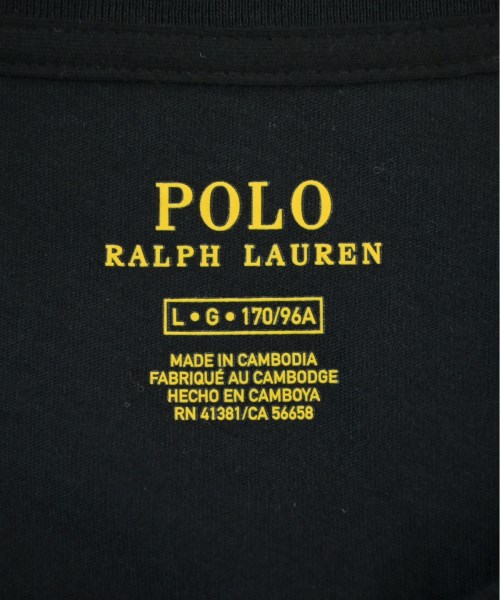 POLO
RALPH LAUREN
L • G • 170/96A
MADE IN CAMBODIA
FABRIQUÉ AU CAMBODGE
HECHO EN CAMBOYA
RN 41381/CA 56658